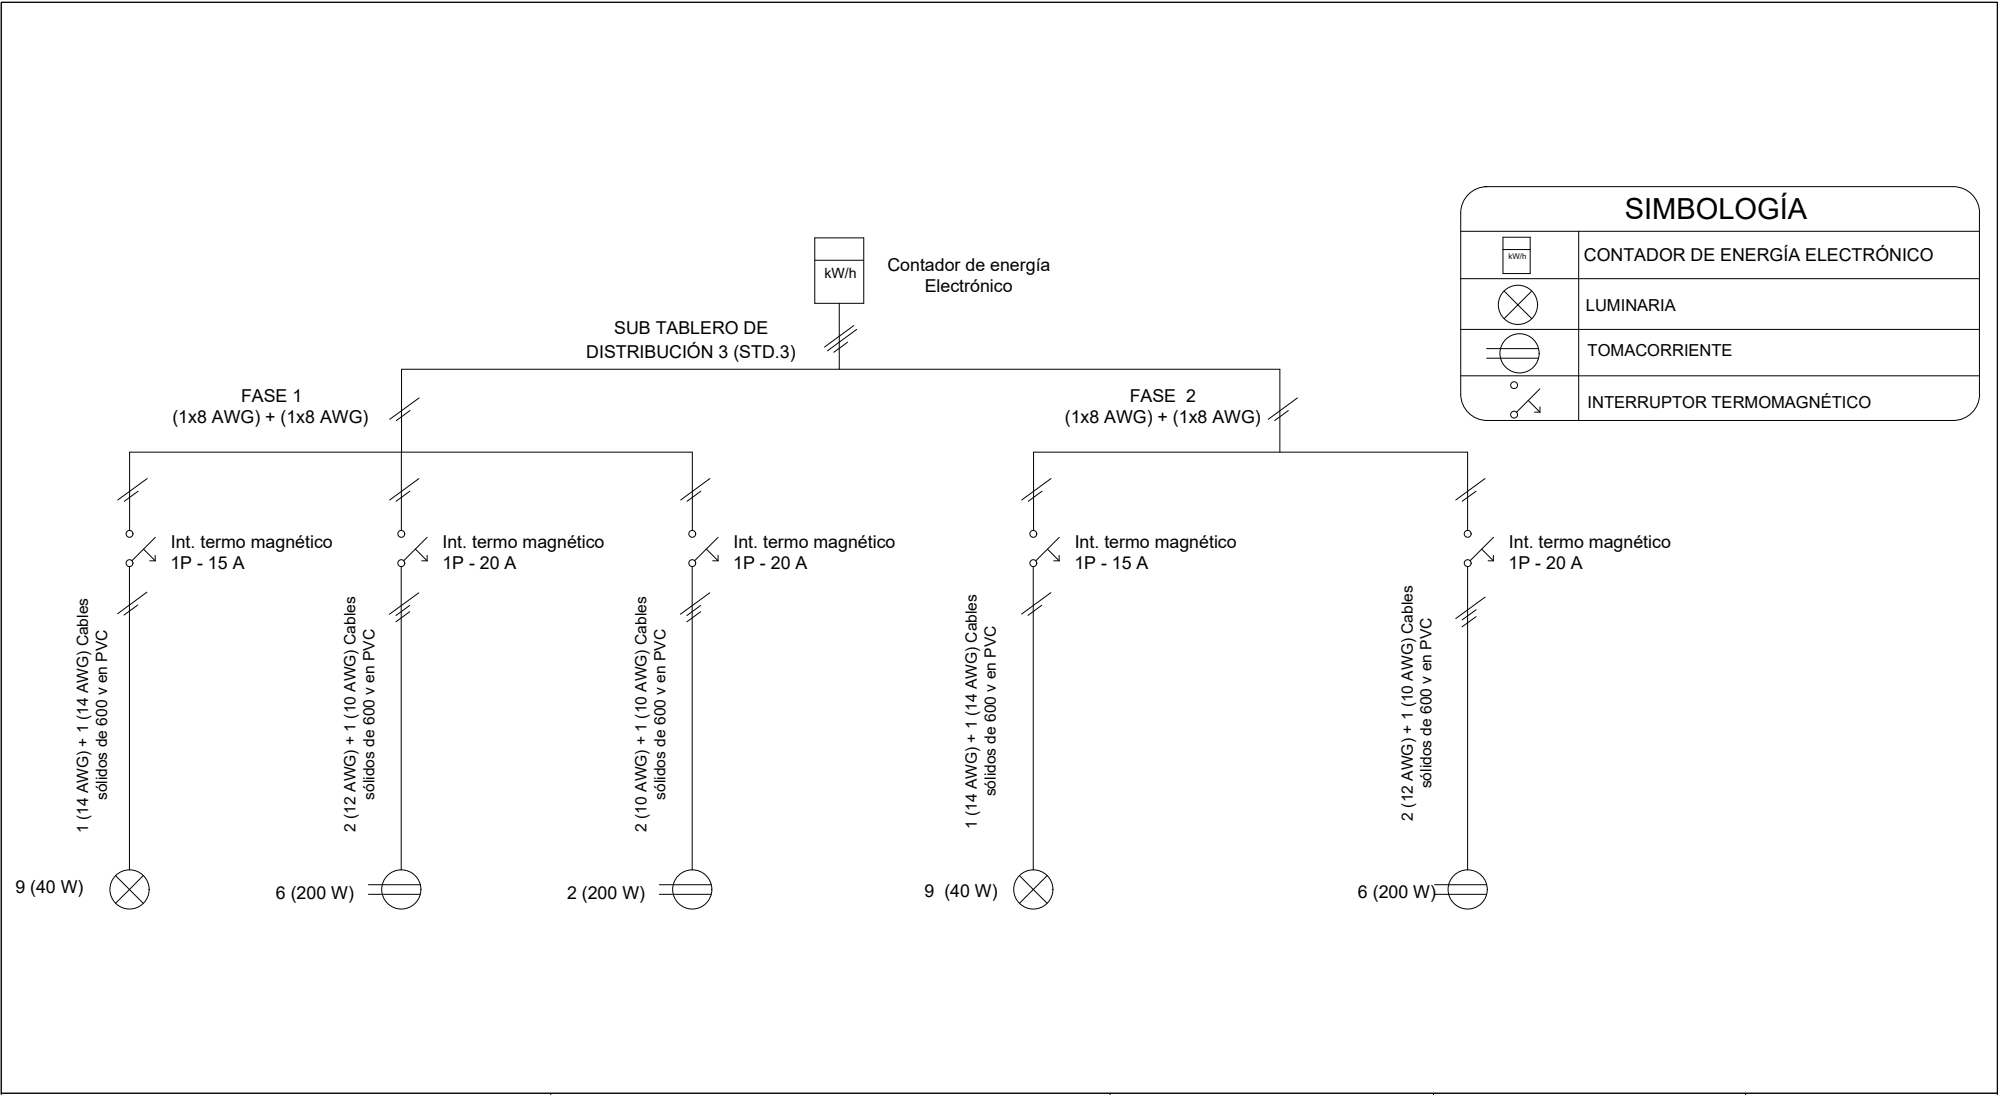 SIMBOLOGÍA
kW/h
CONTADOR DE ENERGÍA ELECTRÓNICO
LUMINARIA
TOMACORRIENTE
INTERRUPTOR TERMOMAGNÉTICO
kW/h
Contador de energía
Electrónico
SUB TABLERO DE
DISTRIBUCIÓN 3 (STD.3)
FASE 1
(1x8 AWG) + (1x8 AWG)
FASE 2
(1x8 AWG) + (1x8 AWG)
Int. termo magnético
1P - 15 A
Int. termo magnético
1P - 20 A
Int. termo magnético
1P - 20 A
Int. termo magnético
1P - 15 A
Int. termo magnético
1P - 20 A
1 (14 AWG) + 1 (14 AWG) Cables
sólidos de 600 v en PVC
2 (12 AWG) + 1 (10 AWG) Cables
sólidos de 600 v en PVC
2 (10 AWG) + 1 (10 AWG) Cables
sólidos de 600 v en PVC
1 (14 AWG) + 1 (14 AWG) Cables
sólidos de 600 v en PVC
2 (12 AWG) + 1 (10 AWG) Cables
sólidos de 600 v en PVC
9 (40 W)
6 (200 W)
2 (200 W)
9 (40 W)
6 (200 W)